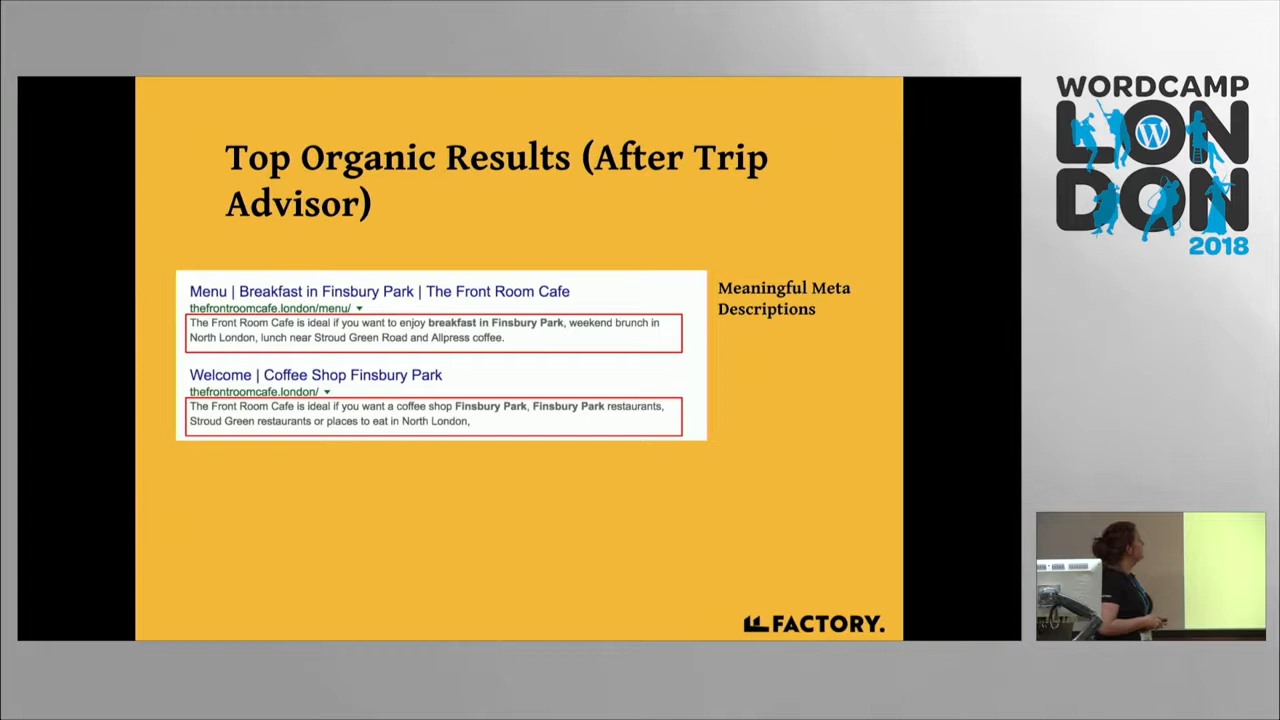 Top Organic Results (After Trip
Advisor)
Menu | Breakfast in Finsbury Park | The Front Room Cafe
thefrontroomcafe.london/menu/
The Front Room Cafe is ideal if you want to enjoy breakfast in Finsbury Park, weekend brunch in
North London, lunch near Stroud Green Road and Allpress coffee.
Welcome | Coffee Shop Finsbury Park
thefrontroomcafe.london/
The Front Room Cafe is ideal if you want a coffee shop Finsbury Park, Finsbury Park restaurants,
Stroud Green restaurants or places to eat in North London,
Meaningful Meta
Descriptions
FACTORY.
WORDCAMP
LON
DON
2018